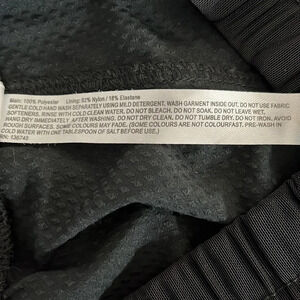 Main: 100% Polyester Lining: 82% Nylon / 18% Elastane
GENTLE COLD HAND WASH SEPARATELY USING MILD DETERGENT. WASH GARMENT INSIDE OUT. DO NOT USE FABRIC
SOFTENERS. RINSE WITH COLD CLEAN WATER. DO NOT BLEACH. DO NOT SOAK. DO NOT LEAVE WET.
HANG DRY IMMEDIATELY AFTER WASHING. DO NOT DRY CLEAN. DO NOT TUMBLE DRY. DO NOT IRON. AVOID
ROUGH SURFACES. SOME COLOURS MAY FADE. (SOME COLOURS ARE NOT COLOURFAST. PRE-WASH IN
COLD WATER WITH ONE TABLESPOON OF SALT BEFORE USE).
RN: 136742